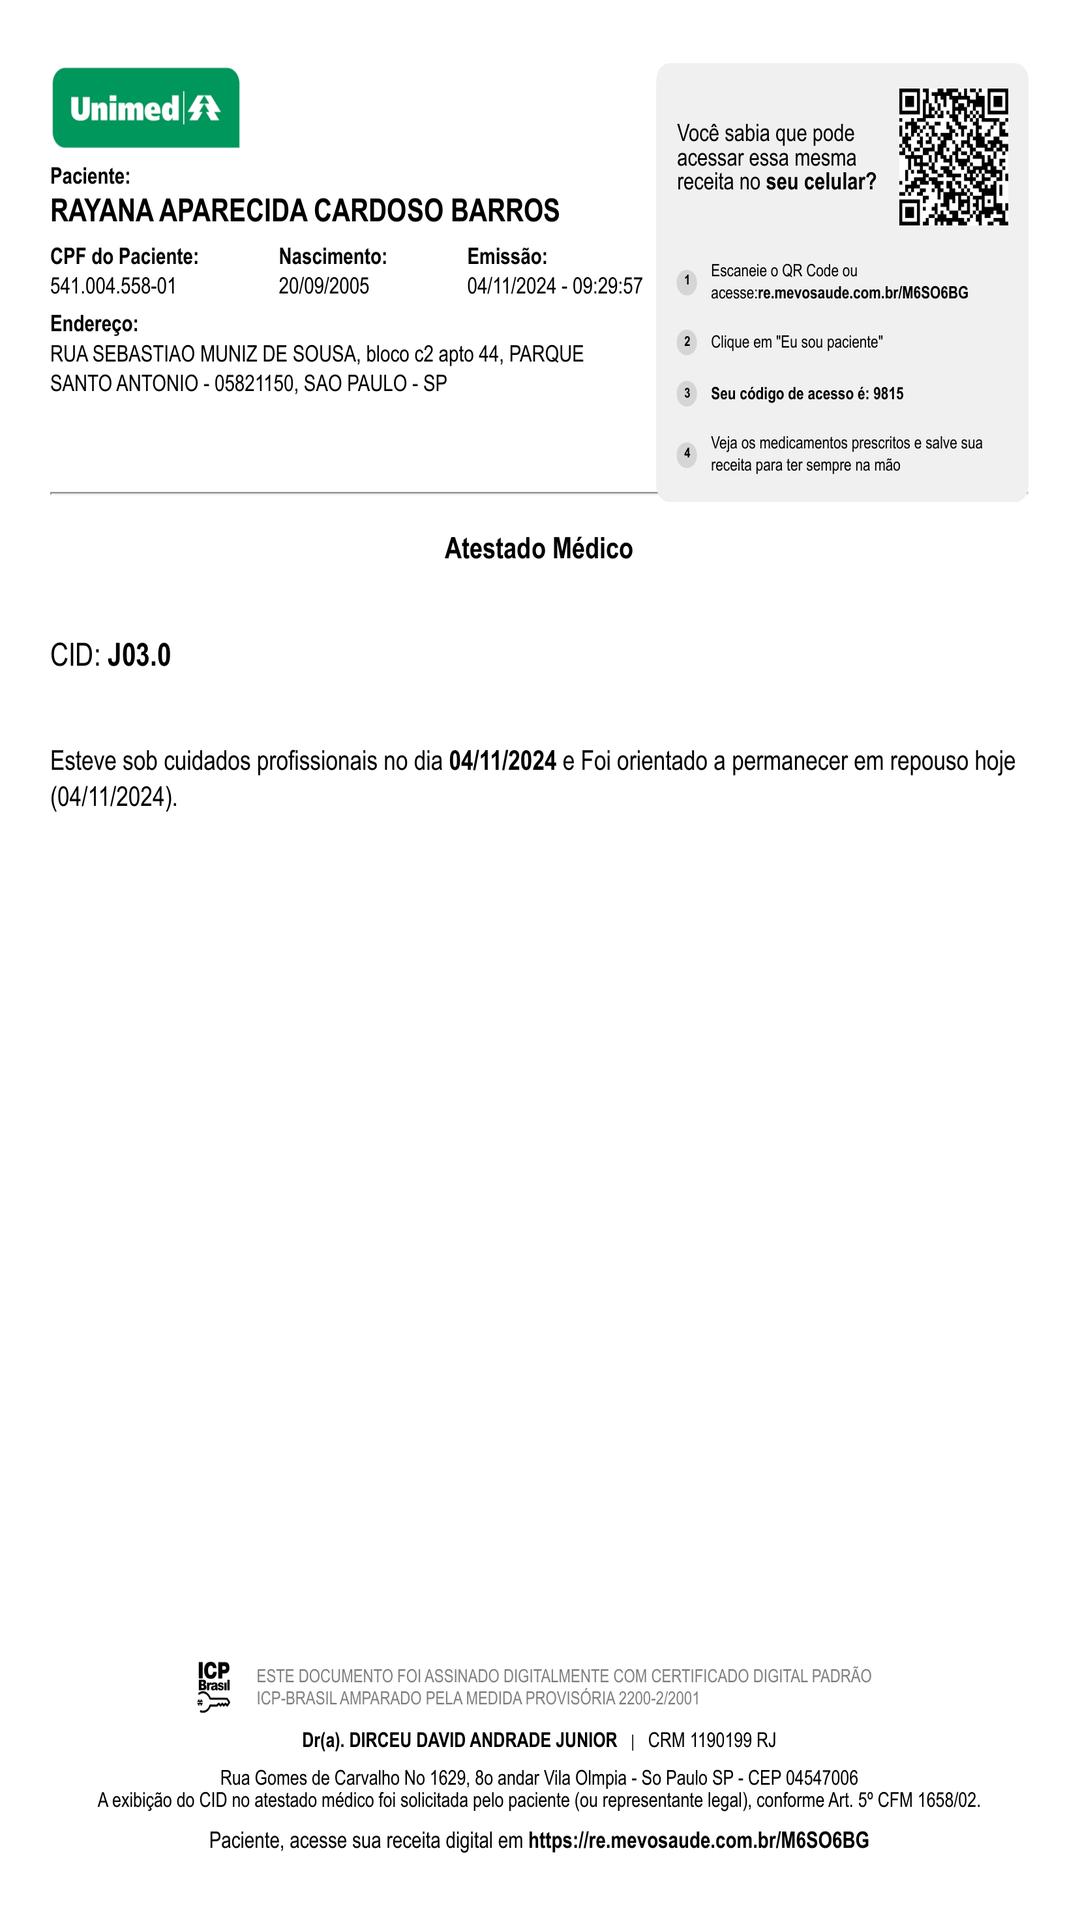 Unimed
Paciente:
RAYANA APARECIDA CARDOSO BARROS
CPF do Paciente: Nascimento: Emissão:
541.004.558-01 20/09/2005 04/11/2024 - 09:29:57
Endereço:
RUA SEBASTIAO MUNIZ DE SOUSA, bloco c2 apto 44, PARQUE
SANTO ANTONIO - 05821150, SAO PAULO - SP
Você sabia que pode
acessar essa mesma
receita no seu celular?
1 Escaneie o QR Code ou
acesse:re.mevosaude.com.br/M6SO6BG
2 Clique em "Eu sou paciente"
3 Seu código de acesso é: 9815
4 Veja os medicamentos prescritos e salve sua
receita para ter sempre na mão
Atestado Médico
CID: J03.0
Esteve sob cuidados profissionais no dia 04/11/2024 e Foi orientado a permanecer em repouso hoje
(04/11/2024).
ICP
Brasil
ESTE DOCUMENTO FOI ASSINADO DIGITALMENTE COM CERTIFICADO DIGITAL PADRÃO
ICP-BRASIL AMPARADO PELA MEDIDA PROVISÓRIA 2200-2/2001
Dr(a). DIRCEU DAVID ANDRADE JUNIOR | CRM 1190199 RJ
Rua Gomes de Carvalho No 1629, 8o andar Vila Olmpia - So Paulo SP - CEP 04547006
A exibição do CID no atestado médico foi solicitada pelo paciente (ou representante legal), conforme Art. 5º CFM 1658/02.
Paciente, acesse sua receita digital em https://re.mevosaude.com.br/M6SO6BG